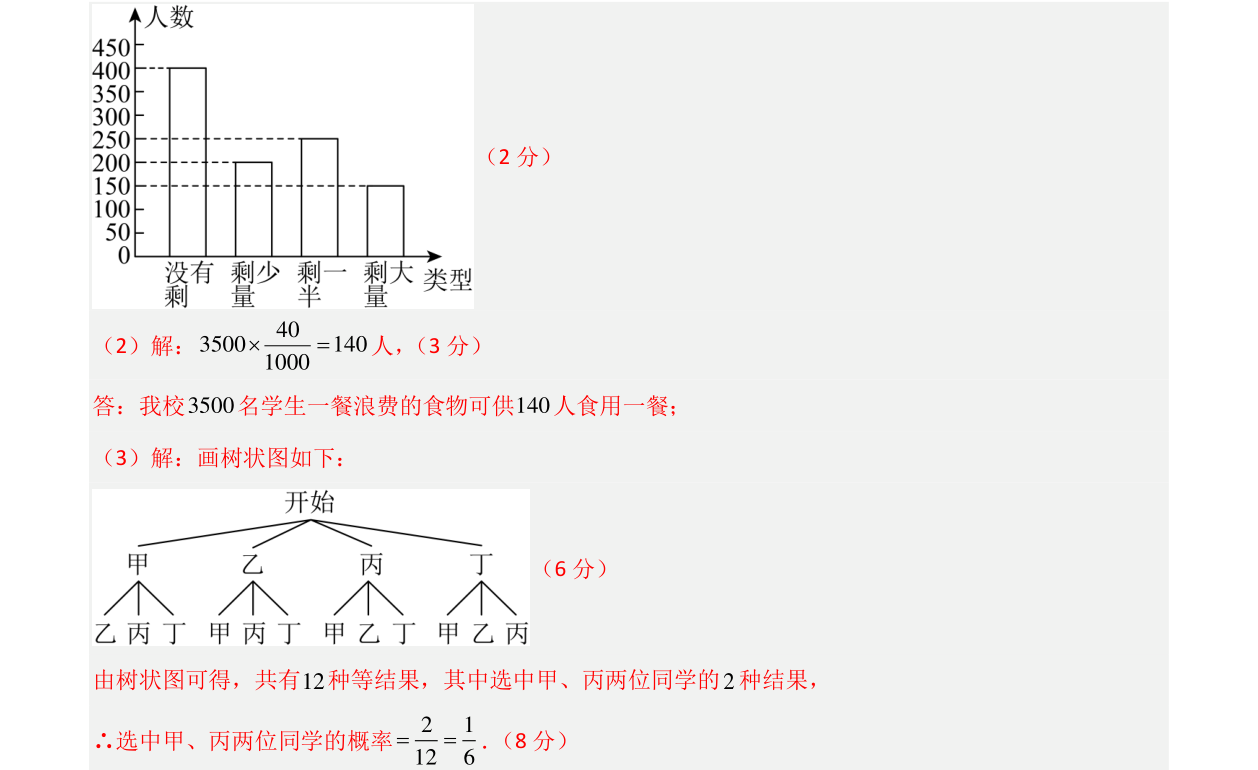 人数
450
400
350
300
250
200
150
100
50
0
没有剩 剩少量 剩一半 剩大量 类型
（2 分）
（2）解：3500×40/1000=140人，（3 分）
答：我校3500名学生一餐浪费的食物可供140人食用一餐；
（3）解：画树状图如下：
开始
甲 乙 丙 丁
乙 丙 丁 甲 丙 丁 甲 乙 丁 甲 乙 丙
（6 分）
由树状图可得，共有12种等结果，其中选中甲、丙两位同学的2种结果，
∴选中甲、丙两位同学的概率=2/12=1/6.（8 分）